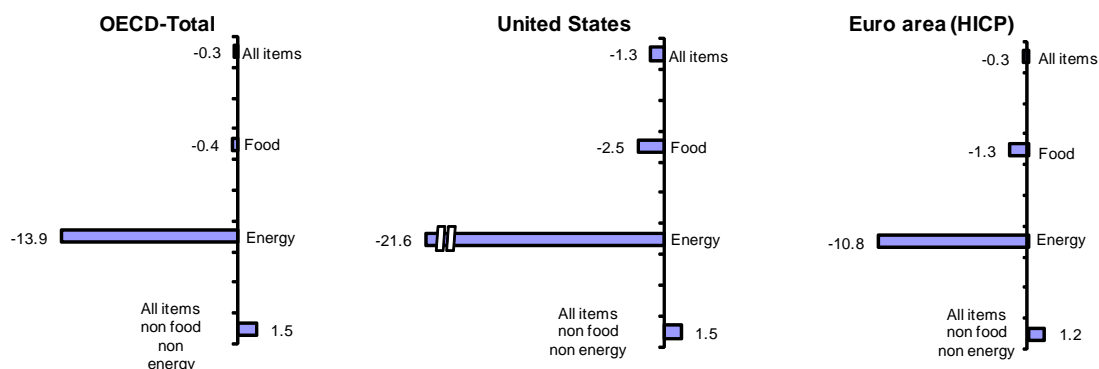 OECD-Total
-0.3 All items
-0.4 Food
-13.9 Energy
All items
non food
non
energy
1.5
United States
-1.3 All items
-2.5 Food
-21.6 Energy
All items
non food
non energy
1.5
Euro area (HICP)
-0.3 All items
-1.3 Food
-10.8 Energy
All items
non food
non energy
1.2